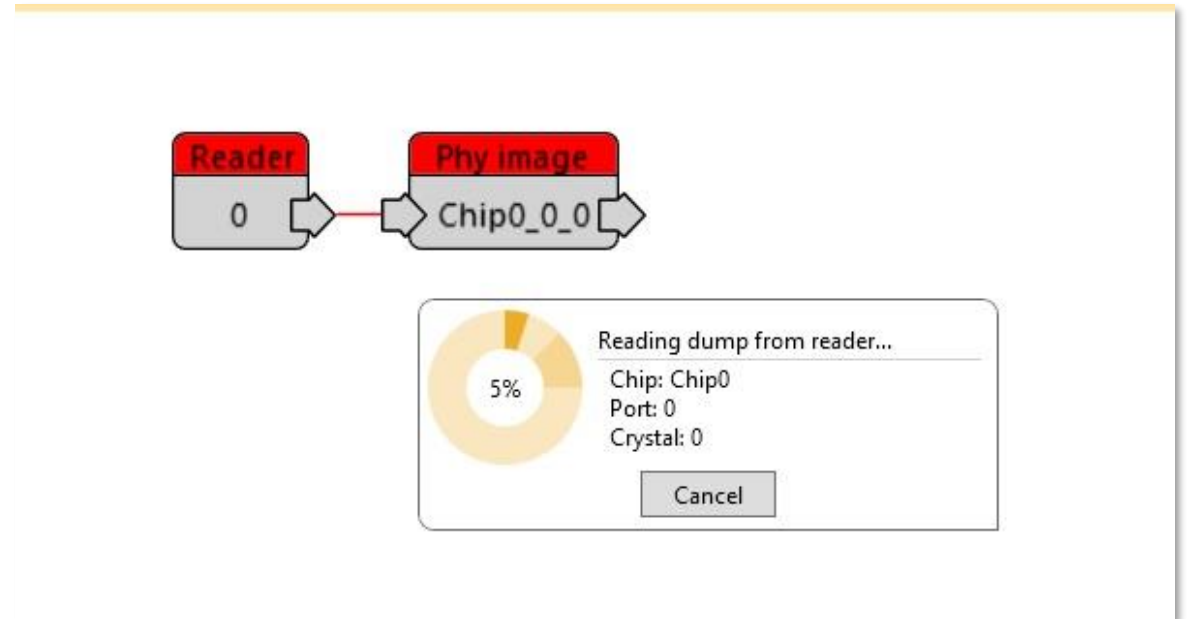 Reader
0
Phy image
Chip0_0_0
5%
Reading dump from reader...
Chip: Chip0
Port: 0
Crystal: 0
Cancel